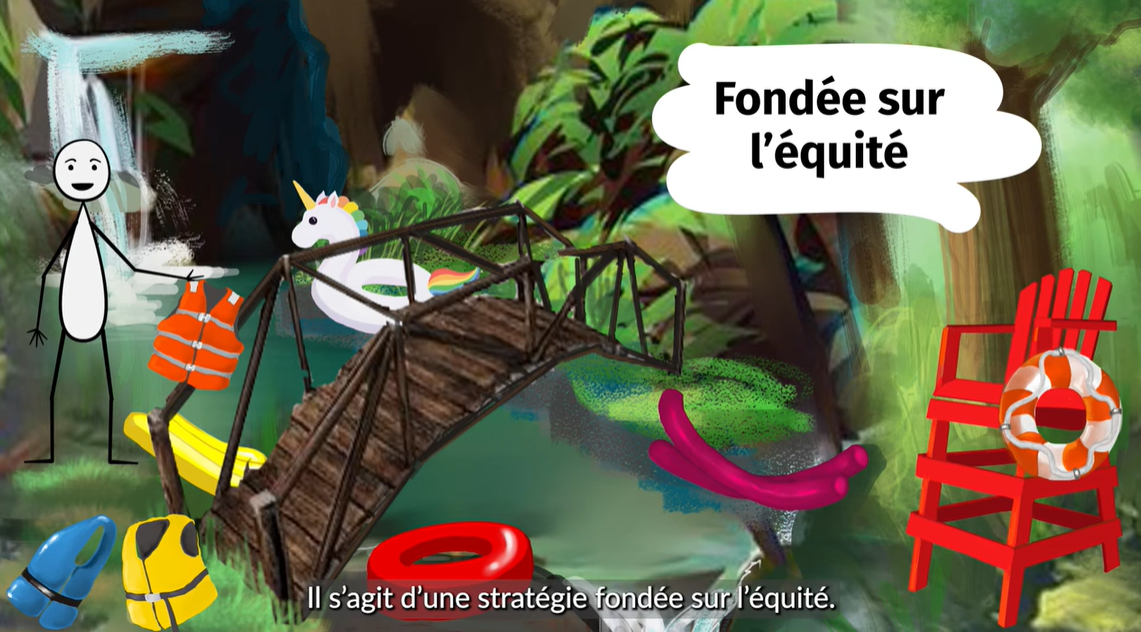 Fondée sur
l’équité
Il s’agit d’une stratégie fondée sur l’équité.